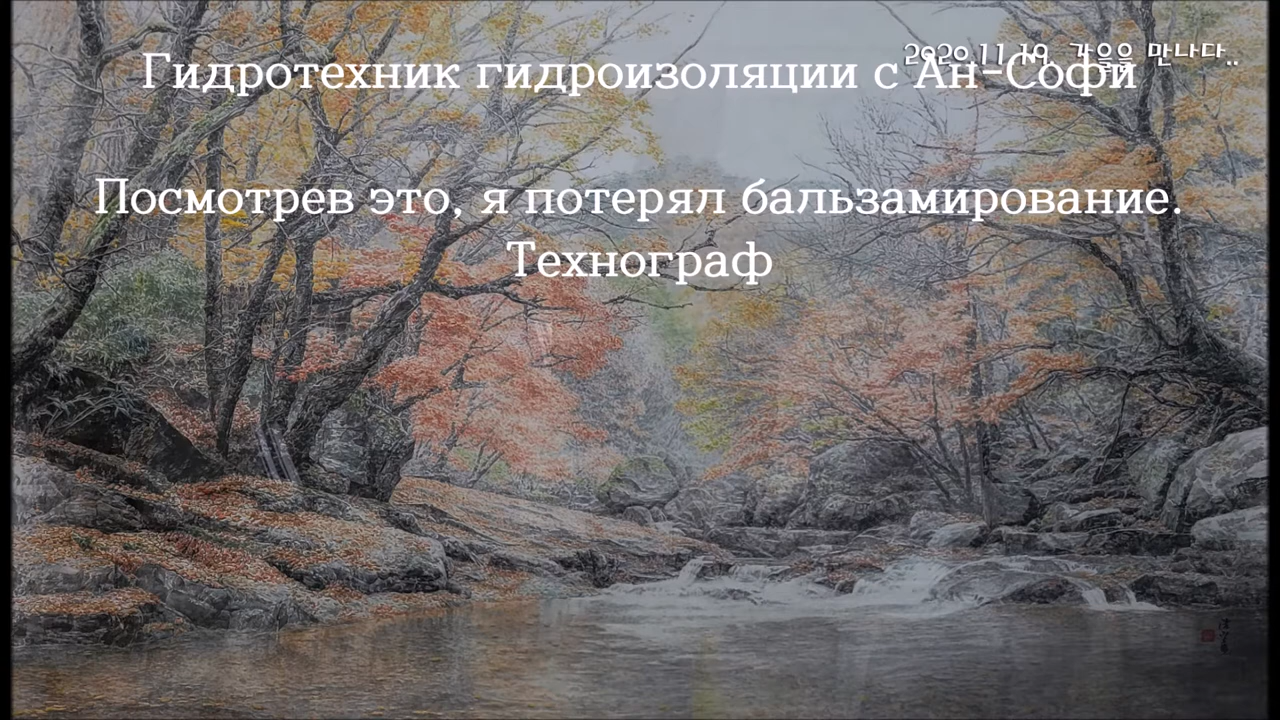 2020.11.19. 가을을 만나다..
Гидротехник гидроизоляции с Ан-Софи
Посмотрев это, я потерял бальзамирование.
Технограф